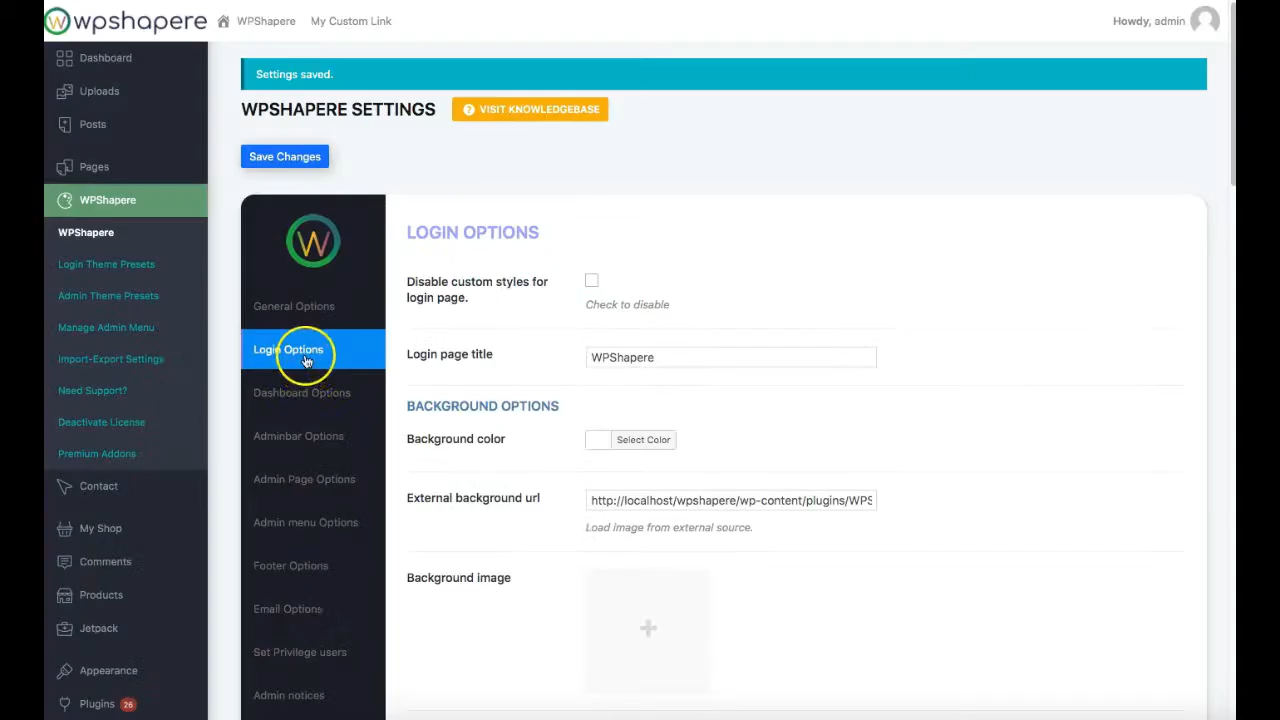 wpshapere WPShapere My Custom Link Howdy, admin
Dashboard
Uploads
Posts
Pages
WPShapere
WPShapere
Login Theme Presets
Admin Theme Presets
Manage Admin Menu
Import-Export Settings
Need Support?
Deactivate License
Premium Addons
Contact
My Shop
Comments
Products
Jetpack
Appearance
Plugins 26
Settings saved.
WPSHAPERE SETTINGS
? VISIT KNOWLEDGEBASE
Save Changes
W
General Options
Login Options
Dashboard Options
Adminbar Options
Admin Page Options
Admin menu Options
Footer Options
Email Options
Set Privilege users
Admin notices
LOGIN OPTIONS
Disable custom styles for
login page.
Check to disable
Login page title
WPShapere
BACKGROUND OPTIONS
Background color
Select Color
External background url
http://localhost/wpshapere/wp-content/plugins/WPS
Load image from external source.
Background image